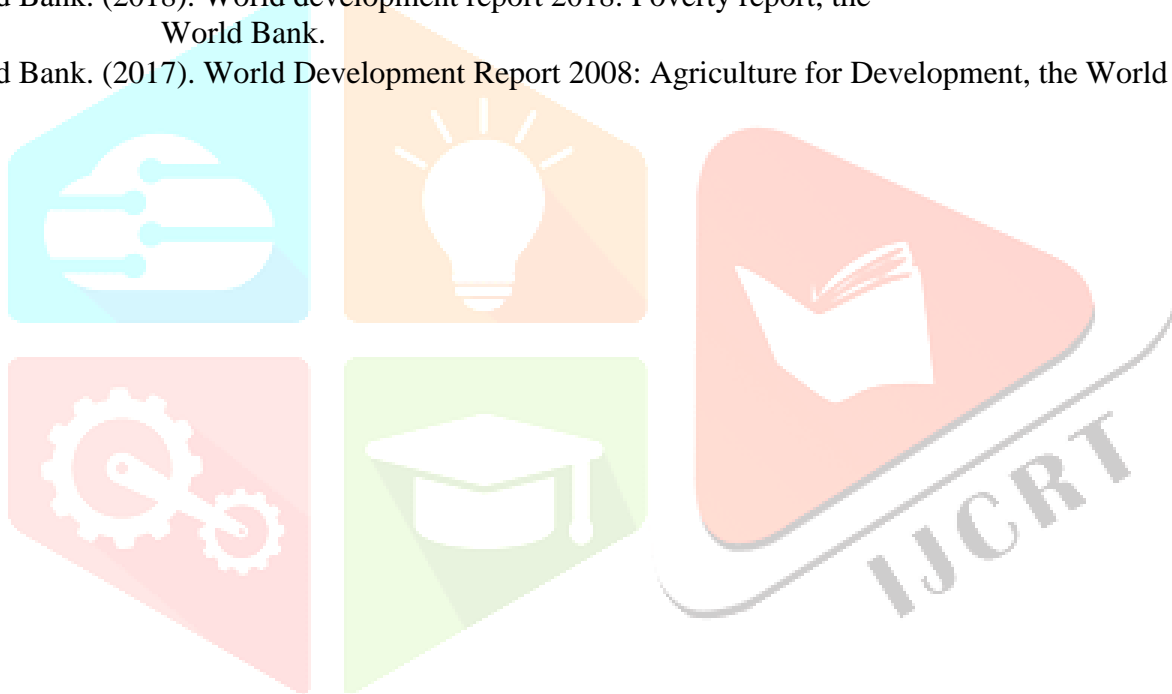 d Bank. (2018). World development report 2018: Poverty report, the
World Bank.
d Bank. (2017). World Development Report 2008: Agriculture for Development, the World
IJCRT